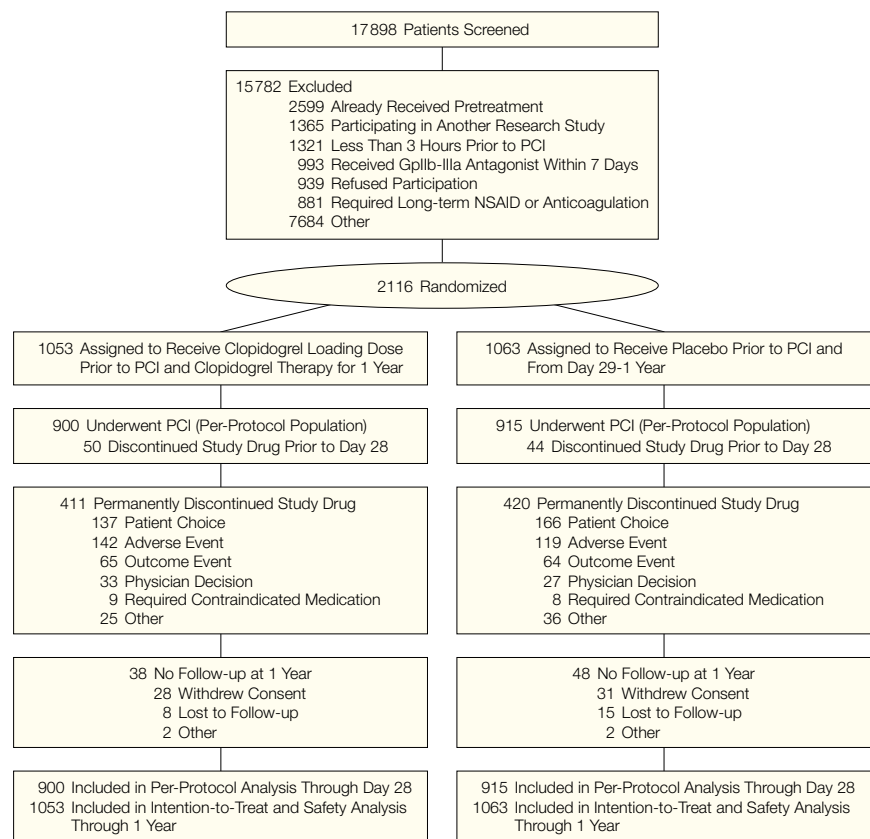 17898 Patients Screened
15782 Excluded
2599 Already Received Pretreatment
1365 Participating in Another Research Study
1321 Less Than 3 Hours Prior to PCI
993 Received GpIIb-IIIa Antagonist Within 7 Days
939 Refused Participation
881 Required Long-term NSAID or Anticoagulation
7684 Other
2116 Randomized
1053 Assigned to Receive Clopidogrel Loading Dose
Prior to PCI and Clopidogrel Therapy for 1 Year
900 Underwent PCI (Per-Protocol Population)
50 Discontinued Study Drug Prior to Day 28
411 Permanently Discontinued Study Drug
137 Patient Choice
142 Adverse Event
65 Outcome Event
33 Physician Decision
9 Required Contraindicated Medication
25 Other
38 No Follow-up at 1 Year
28 Withdrew Consent
8 Lost to Follow-up
2 Other
900 Included in Per-Protocol Analysis Through Day 28
1053 Included in Intention-to-Treat and Safety Analysis
Through 1 Year
1063 Assigned to Receive Placebo Prior to PCI and
From Day 29-1 Year
915 Underwent PCI (Per-Protocol Population)
44 Discontinued Study Drug Prior to Day 28
420 Permanently Discontinued Study Drug
166 Patient Choice
119 Adverse Event
64 Outcome Event
27 Physician Decision
8 Required Contraindicated Medication
36 Other
48 No Follow-up at 1 Year
31 Withdrew Consent
15 Lost to Follow-up
2 Other
915 Included in Per-Protocol Analysis Through Day 28
1063 Included in Intention-to-Treat and Safety Analysis
Through 1 Year